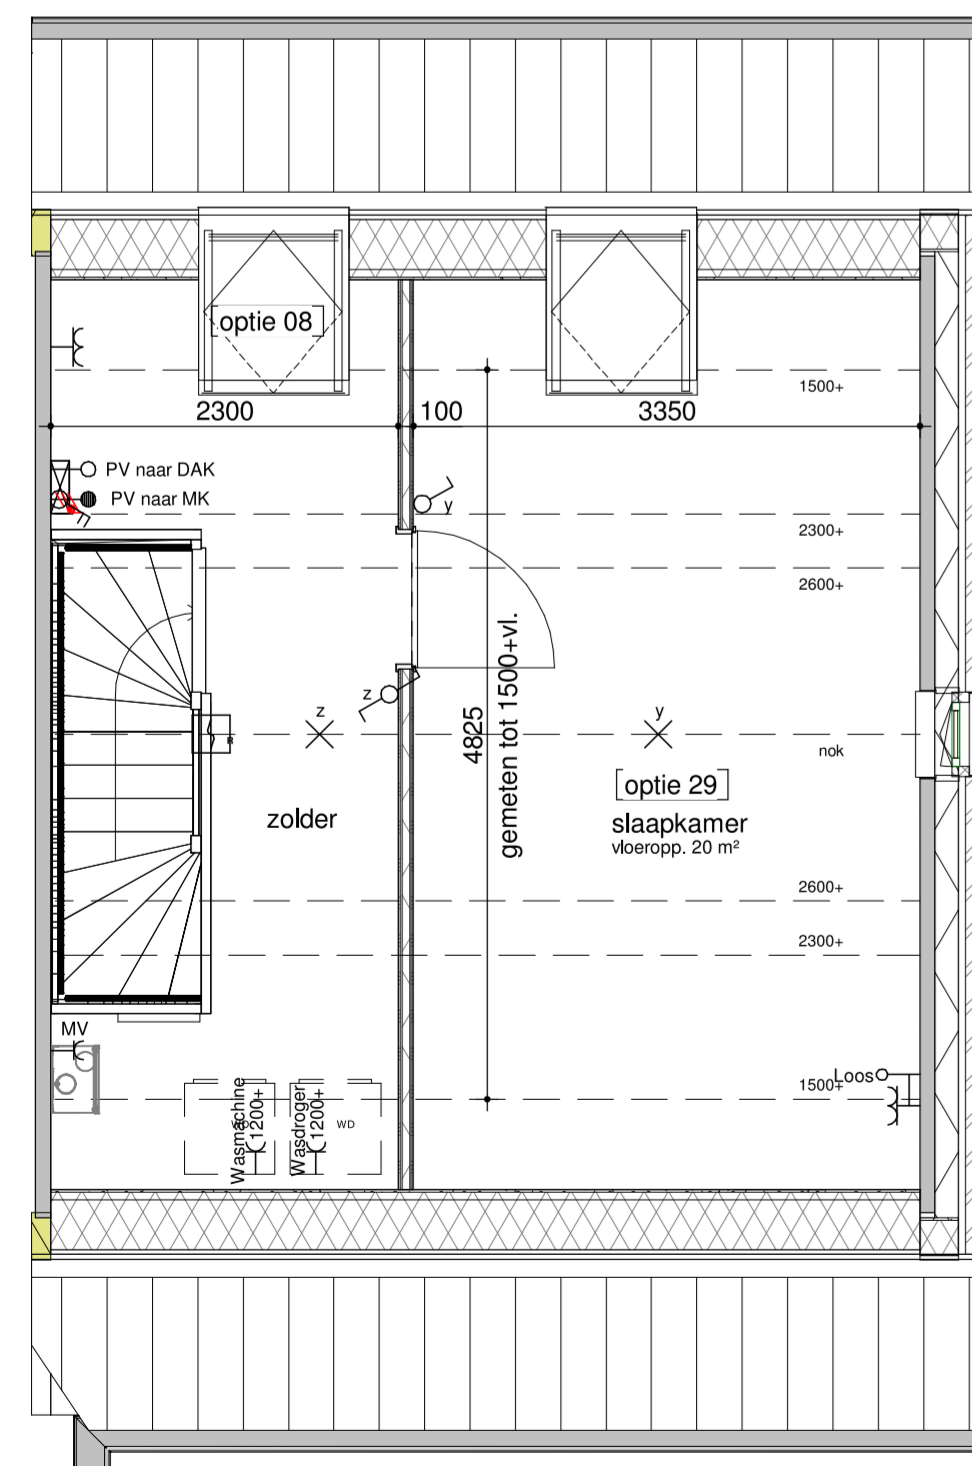 optie 08
1500+
2300
100
3350
PV naar DAK
PV naar MK
y
2300+
2600+
gemeten tot 1500+vl.
4825
z
z
y
nok
optie 29
zolder
slaapkamer
vloeropp. 20 m²
2600+
2300+
MV
Loos
1500+
Wasmachine
1200+
Wasdroger
1200+
WD